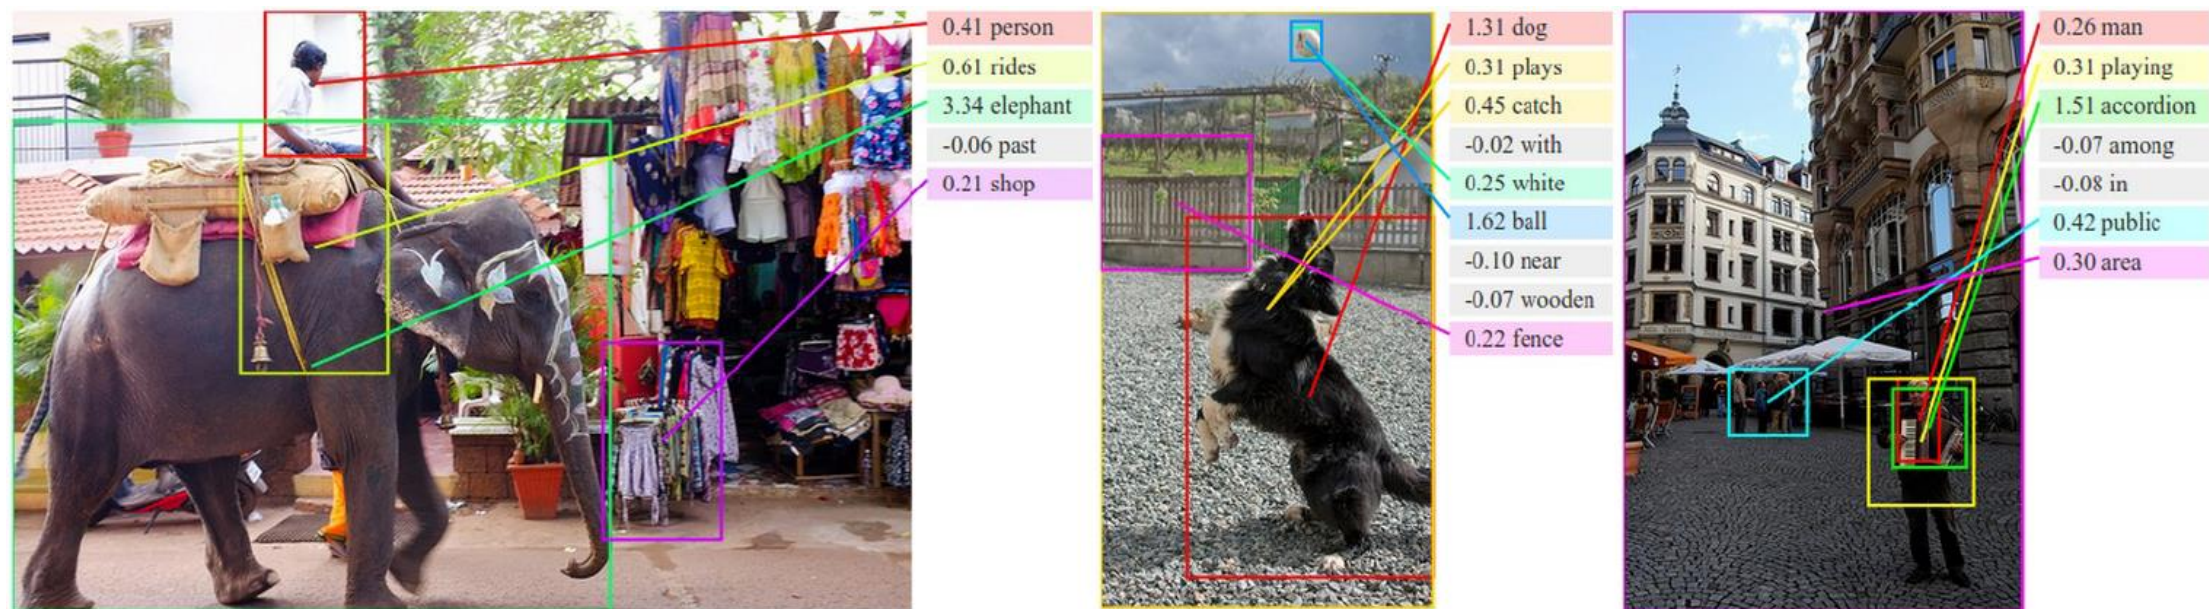 0.41 person
0.61 rides
3.34 elephant
-0.06 past
0.21 shop
1.31 dog
0.31 plays
0.45 catch
-0.02 with
0.25 white
1.62 ball
-0.10 near
-0.07 wooden
0.22 fence
0.26 man
0.31 playing
1.51 accordion
-0.07 among
-0.08 in
0.42 public
0.30 area